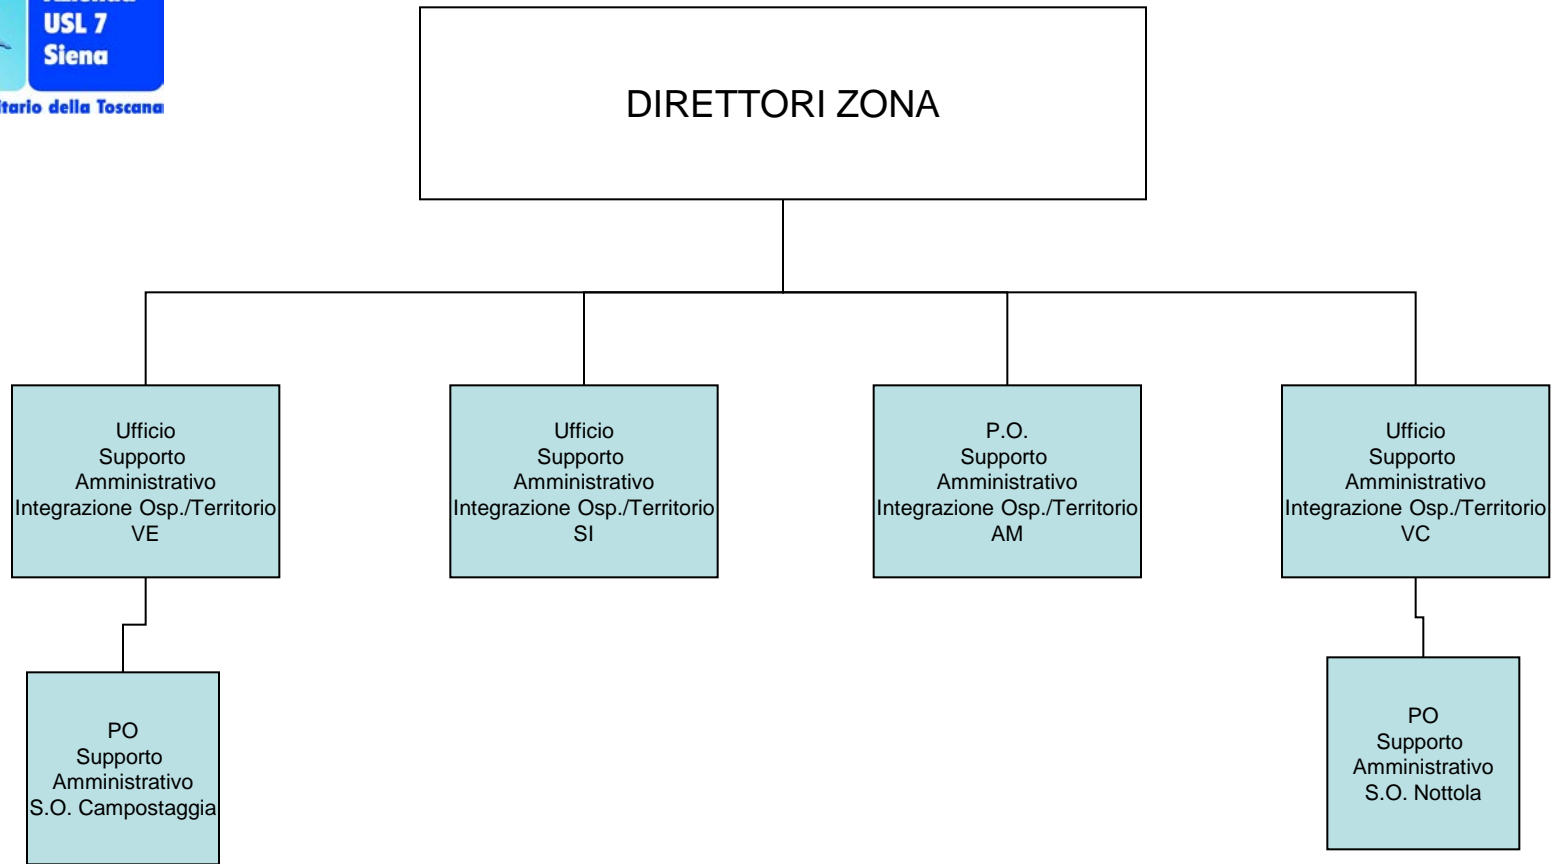 USL 7
Siena
della Toscana
DIRETTORI ZONA
Ufficio
Supporto
Amministrativo
Integrazione Osp./Territorio
VE
Ufficio
Supporto
Amministrativo
Integrazione Osp./Territorio
SI
P.O.
Supporto
Amministrativo
Integrazione Osp./Territorio
AM
Ufficio
Supporto
Amministrativo
Integrazione Osp./Territorio
VC
PO
Supporto
Amministrativo
S.O. Campostaggia
PO
Supporto
Amministrativo
S.O. Nottola